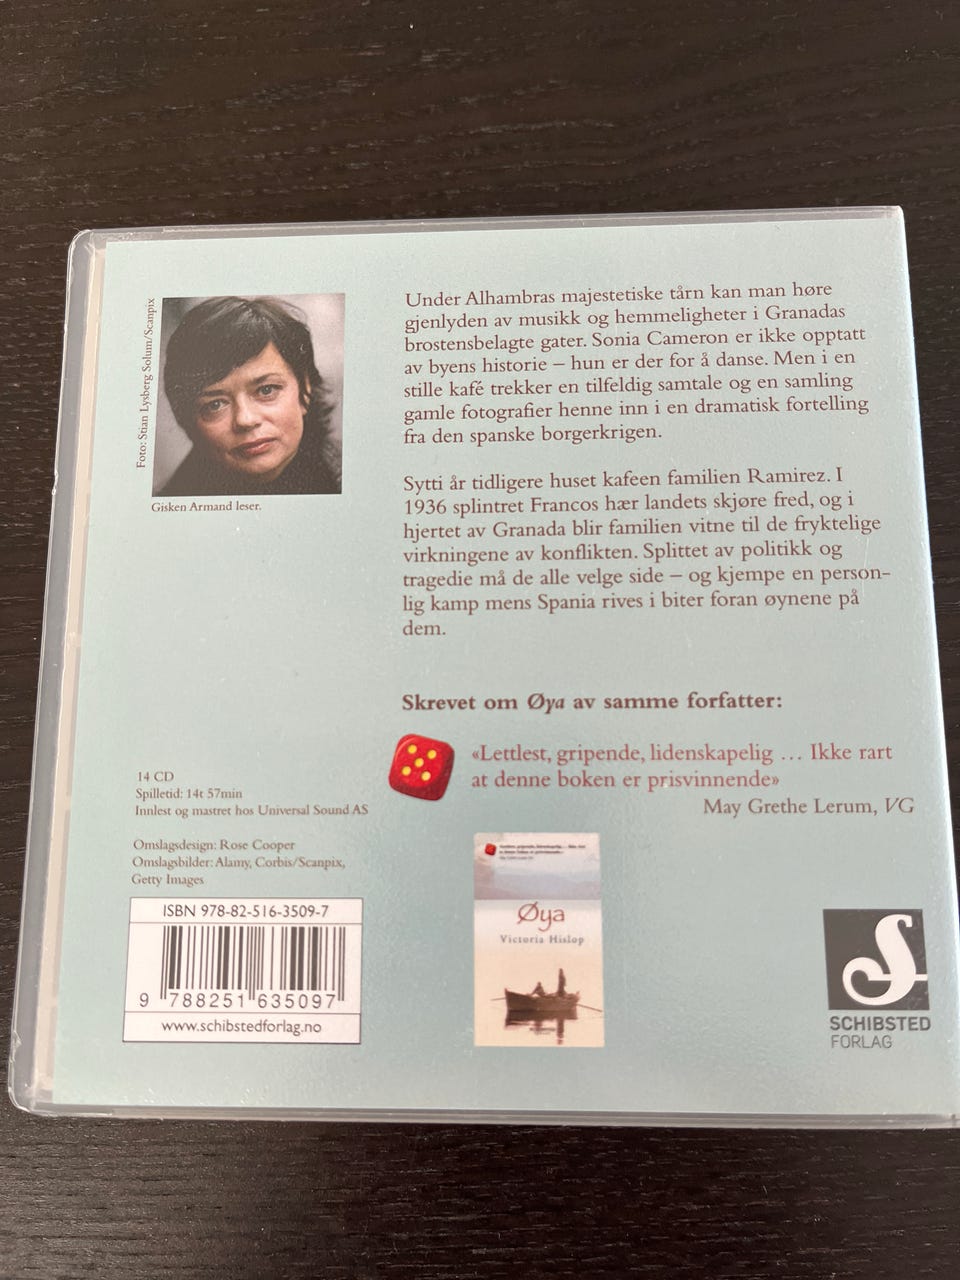 Foto: Stian Lysberg Solum/Scanpix
Gisken Armand leser.
Under Alhambras majestetiske tårn kan man høre
gjenlyden av musikk og hemmeligheter i Granadas
brostensbelagte gater. Sonia Cameron er ikke opptatt
av byens historie – hun er der for å danse. Men i en
stille kafé trekker en tilfeldig samtale og en samling
gamle fotografier henne inn i en dramatisk fortelling
fra den spanske borgerkrigen.
Sytti år tidligere huset kafeen familien Ramirez. I
1936 splintret Francos hær landets skjøre fred, og i
hjertet av Granada blir familien vitne til de fryktelige
virkningene av konflikten. Splittet av politikk og
tragedie må de alle velge side – og kjempe en person-
lig kamp mens Spania rives i biter foran øynene på
dem.
Skrevet om Øya av samme forfatter:
«Lettlest, gripende, lidenskapelig … Ikke rart
at denne boken er prisvinnende»
May Grethe Lerum, VG
14 CD
Spilletid: 14t 57min
Innlest og mastret hos Universal Sound AS
Omslagsdesign: Rose Cooper
Omslagsbilder: Alamy, Corbis/Scanpix,
Getty Images
ISBN 978-82-516-3509-7
9 788251 635097
www.schibstedforlag.no
Øya
Victoria Hislop
SCHIBSTED
FORLAG